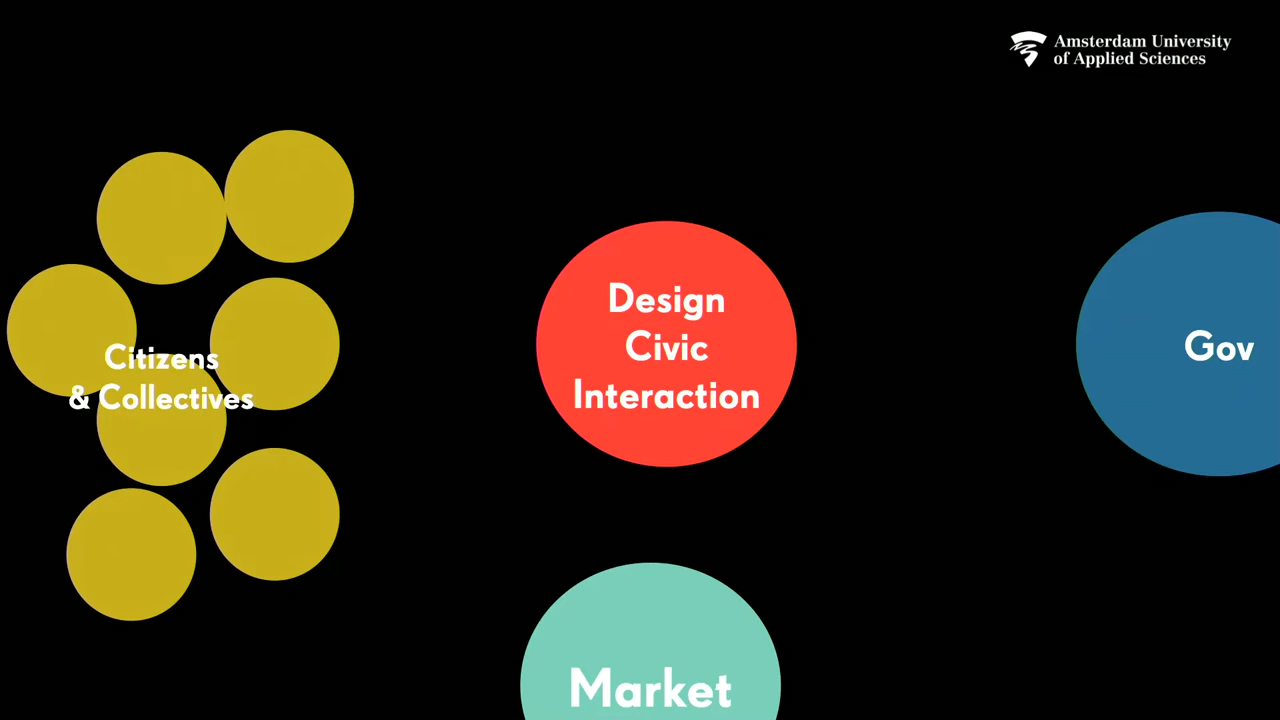 Amsterdam University
of Applied Sciences
Citizens
& Collectives
Design
Civic
Interaction
Gov
Market